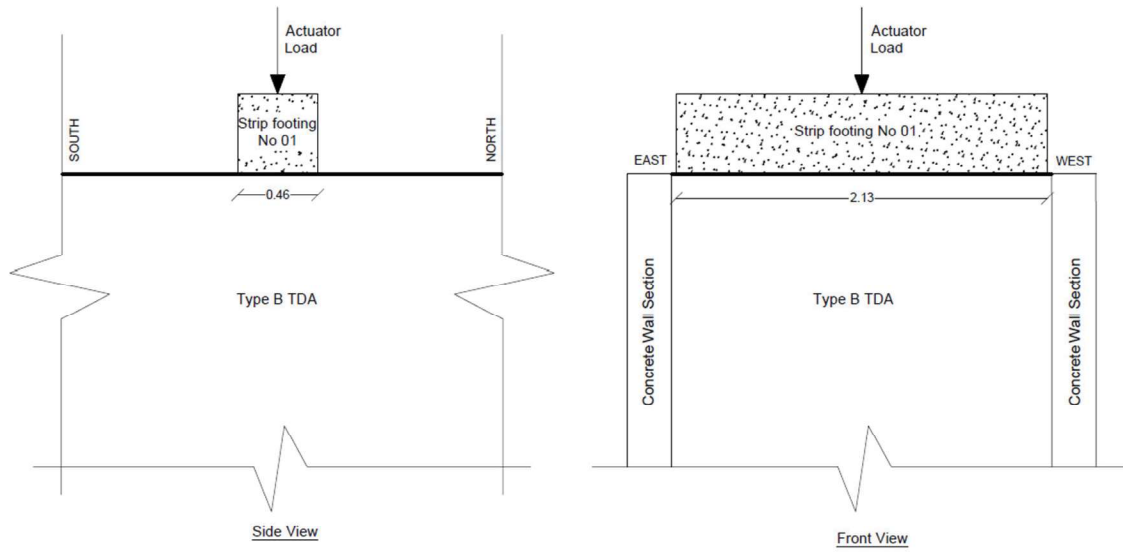 Actuator
Load
SOUTH
Strip footing
No 01
NORTH
0.46
Type B TDA
Side View
Actuator
Load
Strip footing No 01
EAST
WEST
2.13
Concrete Wall Section
Type B TDA
Concrete Wall Section
Front View